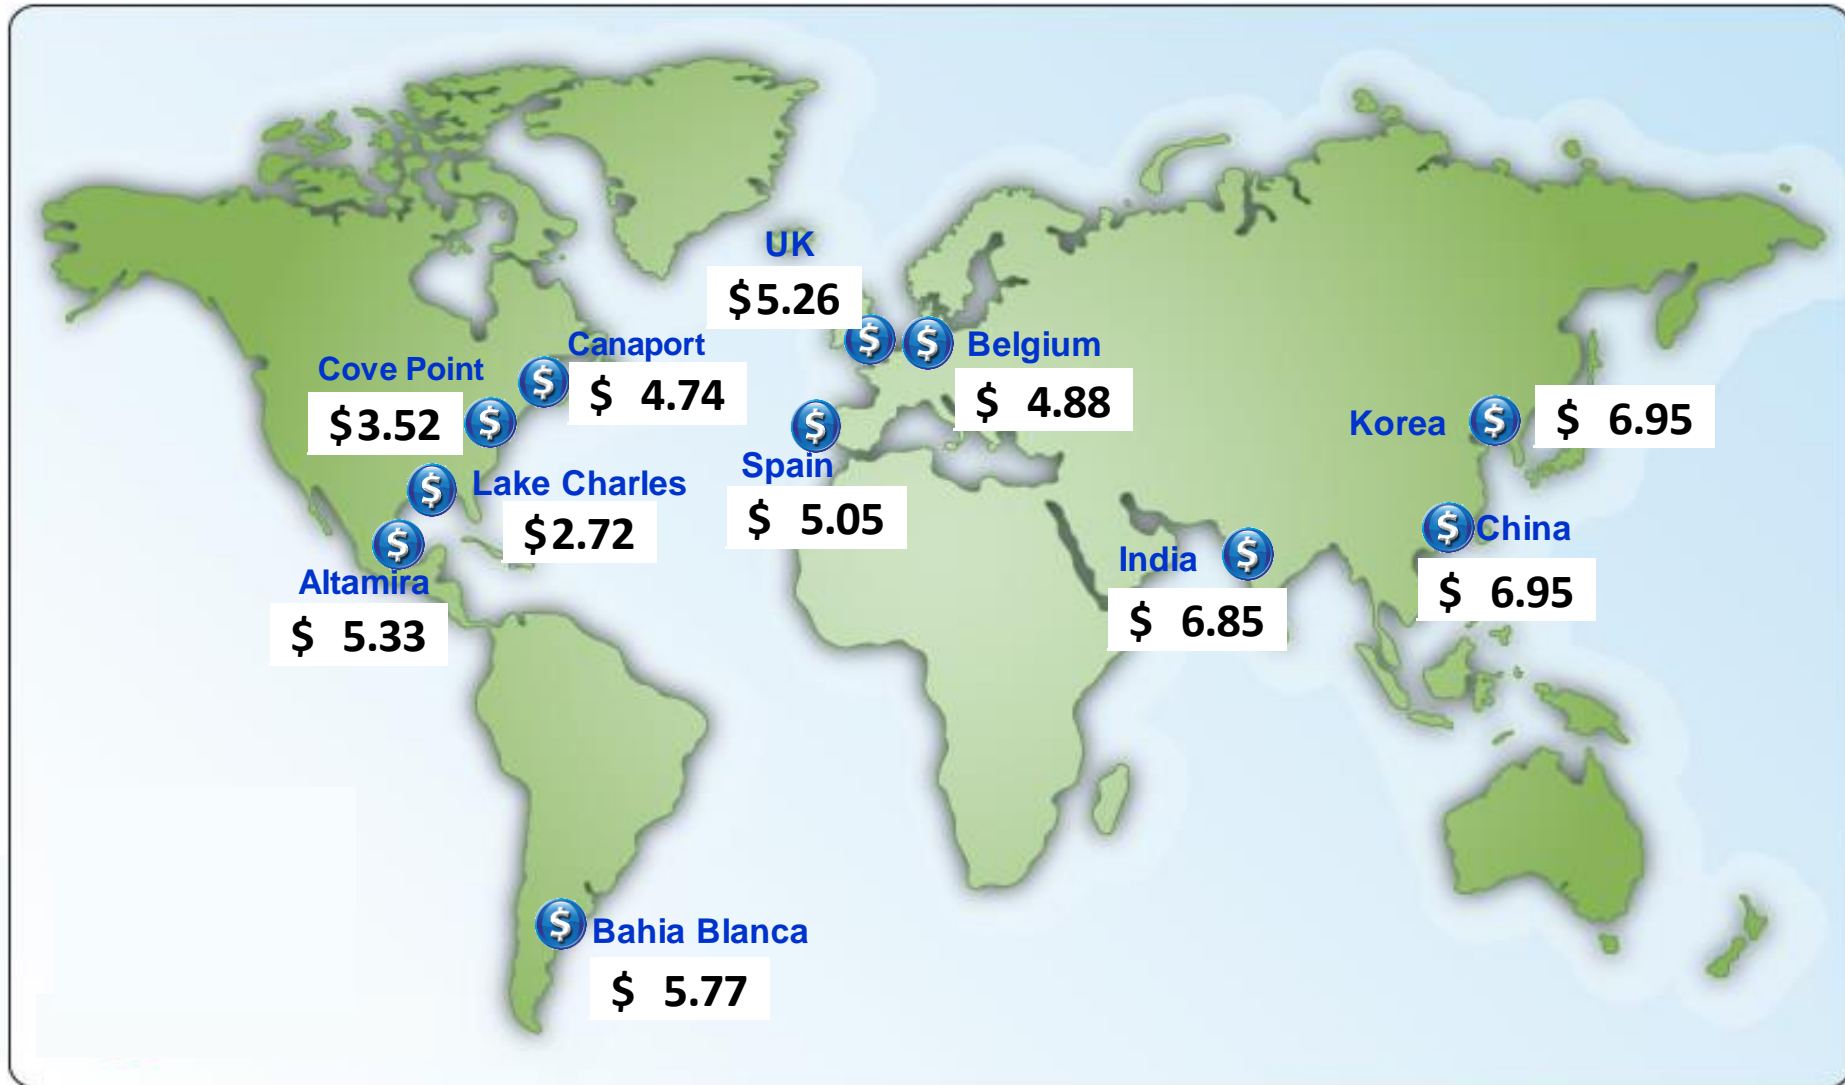 UK
$5.26
Canaport
$ 4.74
Cove Point
$3.52
Belgium
$ 4.88
Korea
$ 6.95
Spain
$ 5.05
Lake Charles
$2.72
China
$ 6.95
India
$ 6.85
Altamira
$ 5.33
Bahia Blanca
$ 5.77